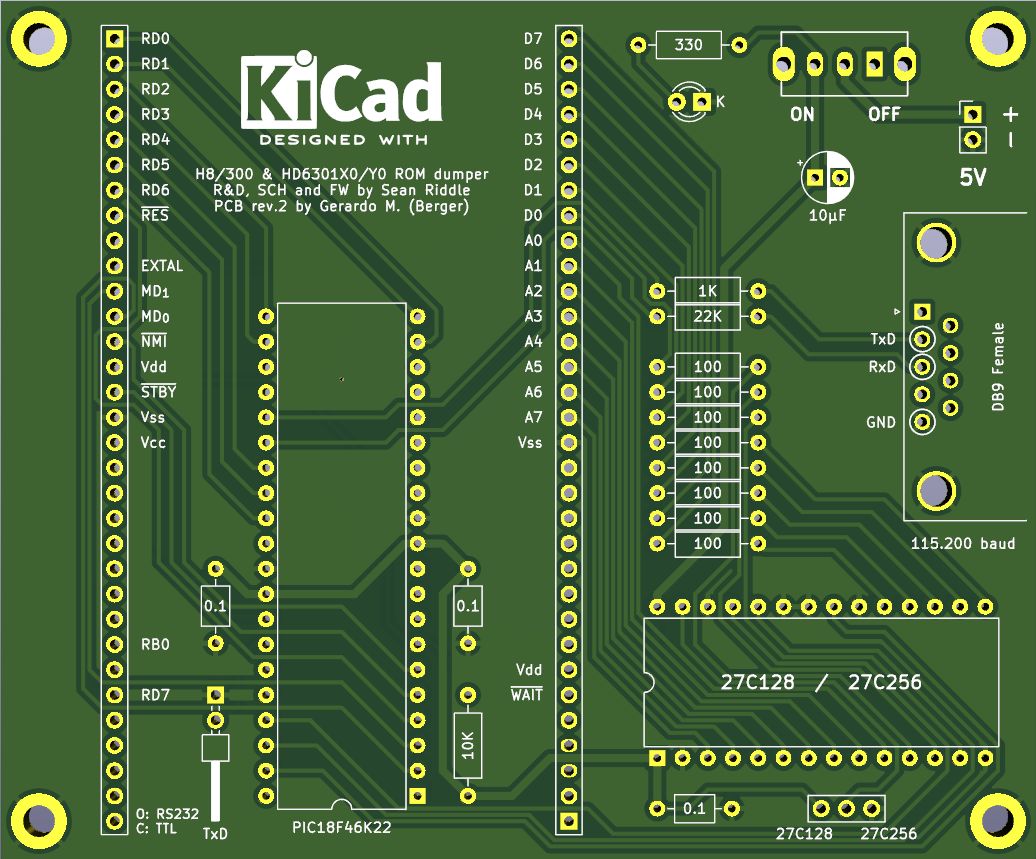 RD0
RD1
RD2
RD3
RD4
RD5
RD6
RES
EXTAL
MD1
MD0
NMI
Vdd
STBY
Vss
Vcc
RB0
RD7
O: RS232
C: TTL
TxD
KiCad
DESIGNED WITH
H8/300 & HD6301X0/Y0 ROM dumper
R&D, SCH and FW by Sean Riddle
PCB rev.2 by Gerardo M. (Berger)
0.1
0.1
10K
PIC18F46K22
D7
D6
D5
D4
D3
D2
D1
D0
A0
A1
A2
A3
A4
A5
A6
A7
Vss
Vdd
WAIT
330
K
ON OFF
+
–
5V
+
10µF
1K
22K
100
100
100
100
100
100
100
100
TxD
RxD
GND
DB9 Female
115.200 baud
27C128 / 27C256
0.1
27C128 27C256